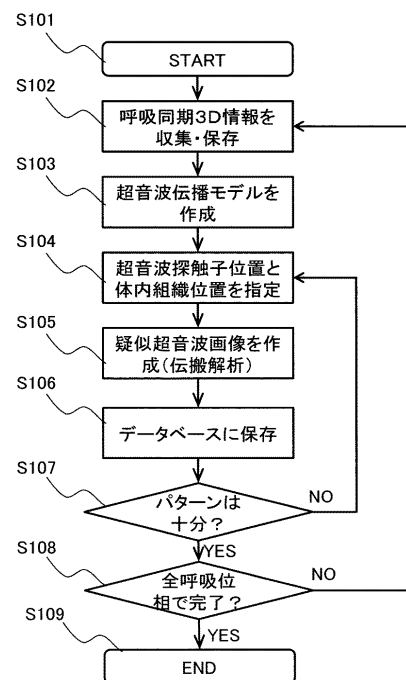 S101
START
S102
呼吸同期3D情報を
収集・保存
S103
超音波伝播モデルを
作成
S104
超音波探触子位置と
体内組織位置を指定
S105
疑似超音波画像を作
成(伝搬解析)
S106
データベースに保存
S107
パターンは
十分?
NO
YES
S108
全呼吸位
相で完了?
NO
YES
S109
END